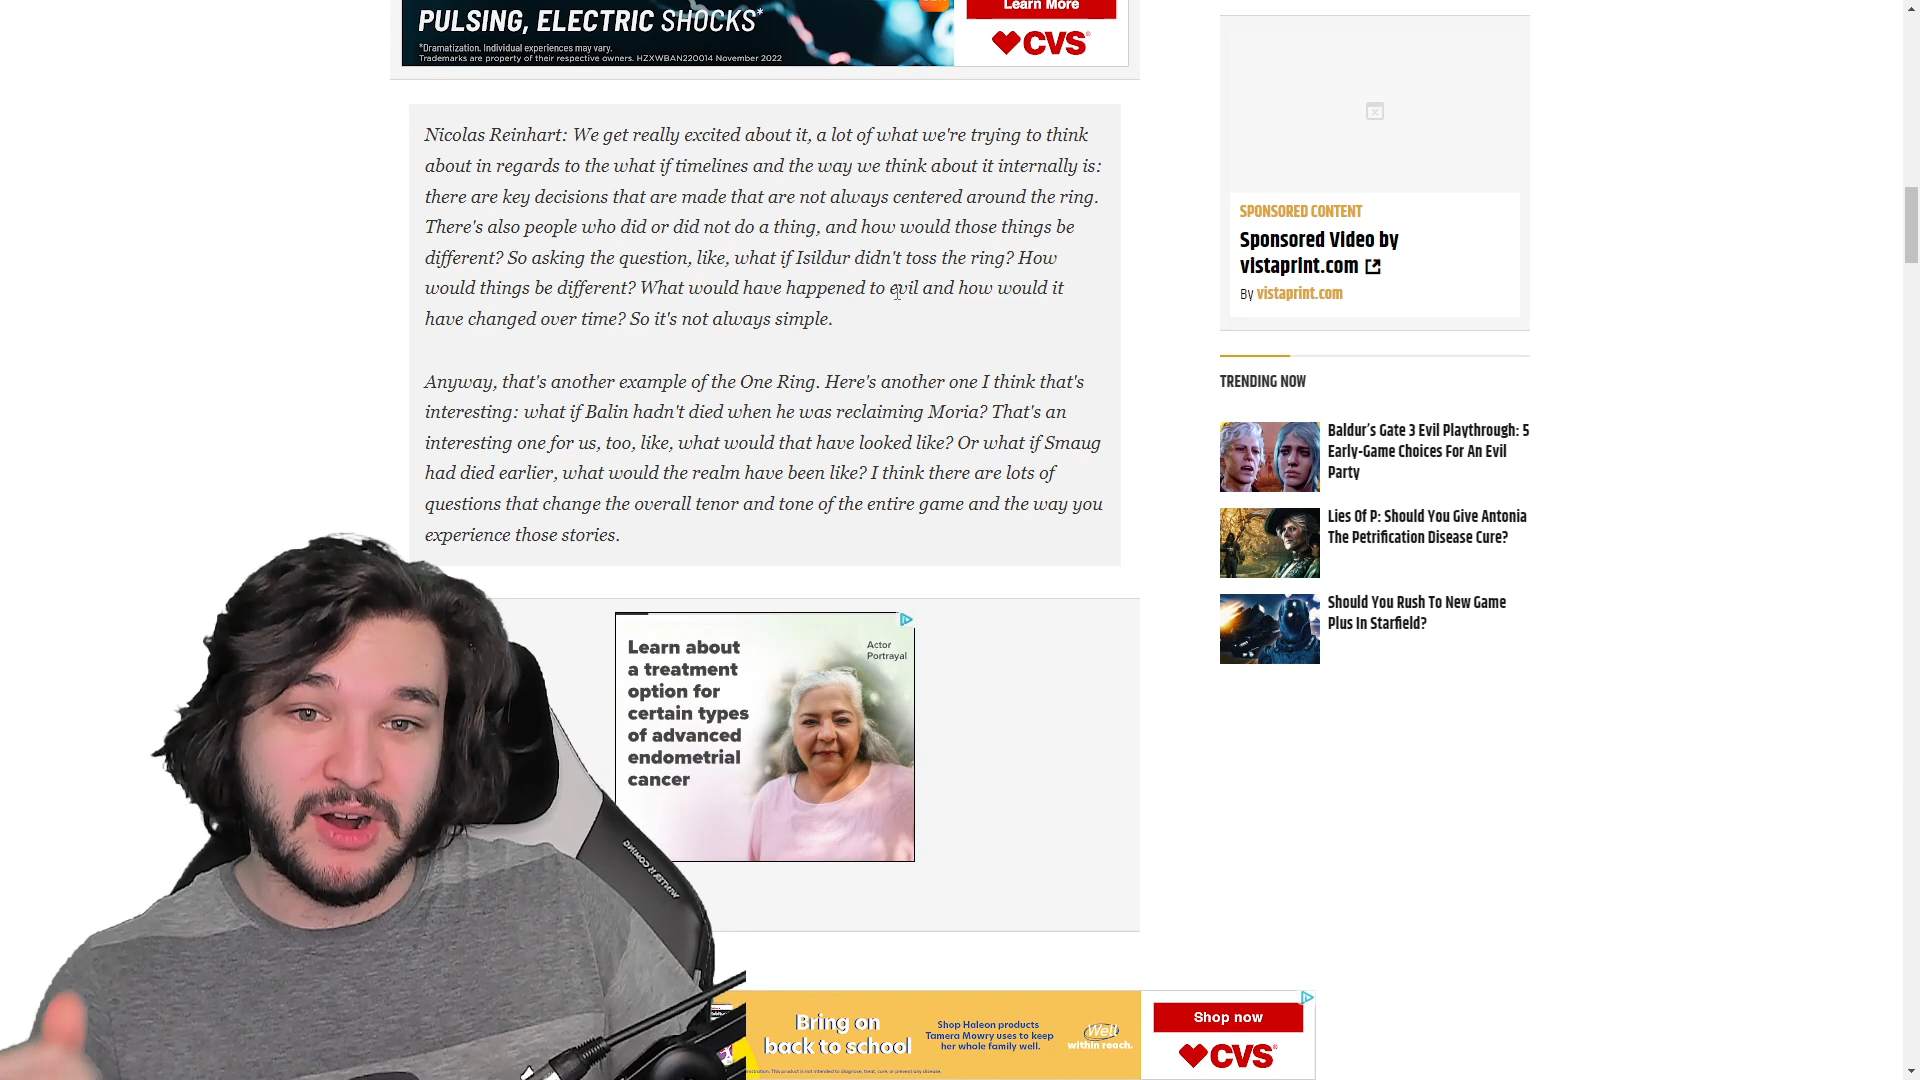 PULSING, ELECTRIC SHOCKS*
*Dramatization. Individual experiences may vary.
Trademarks are property of their respective owners. HZXWBAN220014 November 2022
Learn More
CVS
Nicolas Reinhart: We get really excited about it, a lot of what we're trying to think
about in regards to the what if timelines and the way we think about it internally is:
there are key decisions that are made that are not always centered around the ring.
There's also people who did or did not do a thing, and how would those things be
different? So asking the question, like, what if Isildur didn't toss the ring? How
would things be different? What would have happened to evil and how would it
have changed over time? So it's not always simple.
Anyway, that's another example of the One Ring. Here's another one I think that's
interesting: what if Balin hadn't died when he was reclaiming Moria? That's an
interesting one for us, too, like, what would that have looked like? Or what if Smaug
had died earlier, what would the realm have been like? I think there are lots of
questions that change the overall tenor and tone of the entire game and the way you
experience those stories.
SPONSORED CONTENT
Sponsored Video by
vistaprint.com
By vistaprint.com
TRENDING NOW
Baldur's Gate 3 Evil Playthrough: 5
Early-Game Choices For An Evil
Party
Lies Of P: Should You Give Antonia
The Petrification Disease Cure?
Should You Rush To New Game
Plus In Starfield?
Learn about
a treatment
option for
certain types
of advanced
endometrial
cancer
Actor
Portrayal
WINTER IS COMING
Bring on
back to school
Shop Haleon products
Tamera Mowry uses to keep
her whole family well.
Well
within reach.
Shop now
CVS